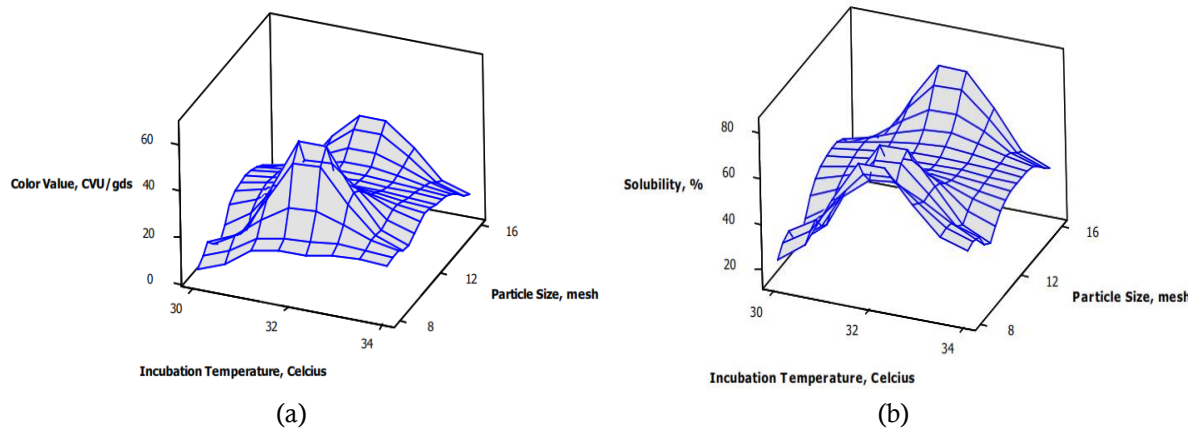 60
Color Value, CVU/gds
40
20
0
30
32
34
8
12
16
Particle Size, mesh
Incubation Temperature, Celcius
(a)
80
60
Solubility, %
40
20
30
32
34
8
12
16
Particle Size, mesh
Incubation Temperature, Celcius
(b)